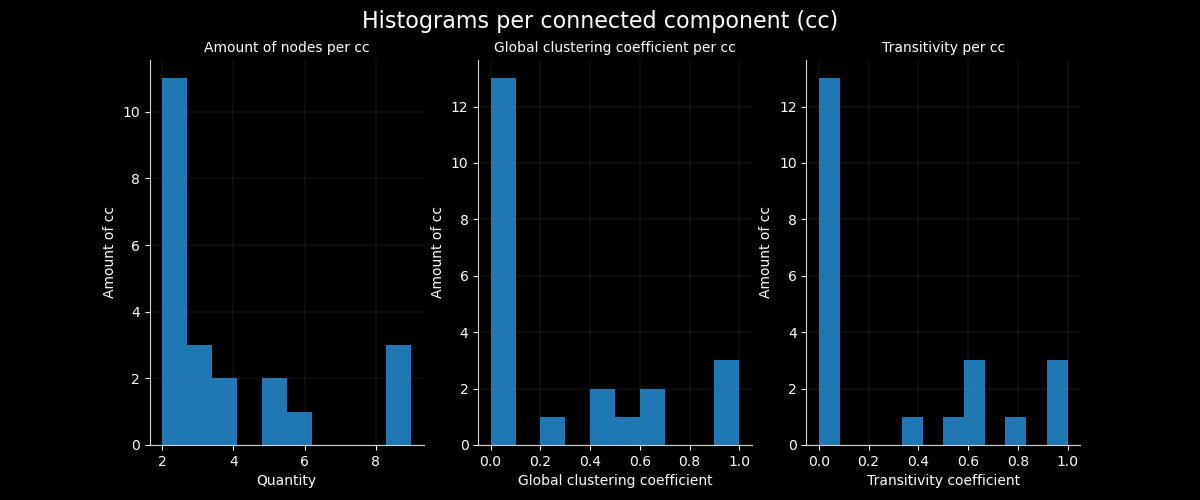 Histograms per connected component (cc)
Amount of nodes per cc
Global clustering coefficient per cc
Transitivity per cc
Amount of cc
10
8
6
4
2
0
2 4 6 8
Quantity
Amount of cc
12
10
8
6
4
2
0
0.0 0.2 0.4 0.6 0.8 1.0
Global clustering coefficient
Amount of cc
12
10
8
6
4
2
0
0.0 0.2 0.4 0.6 0.8 1.0
Transitivity coefficient